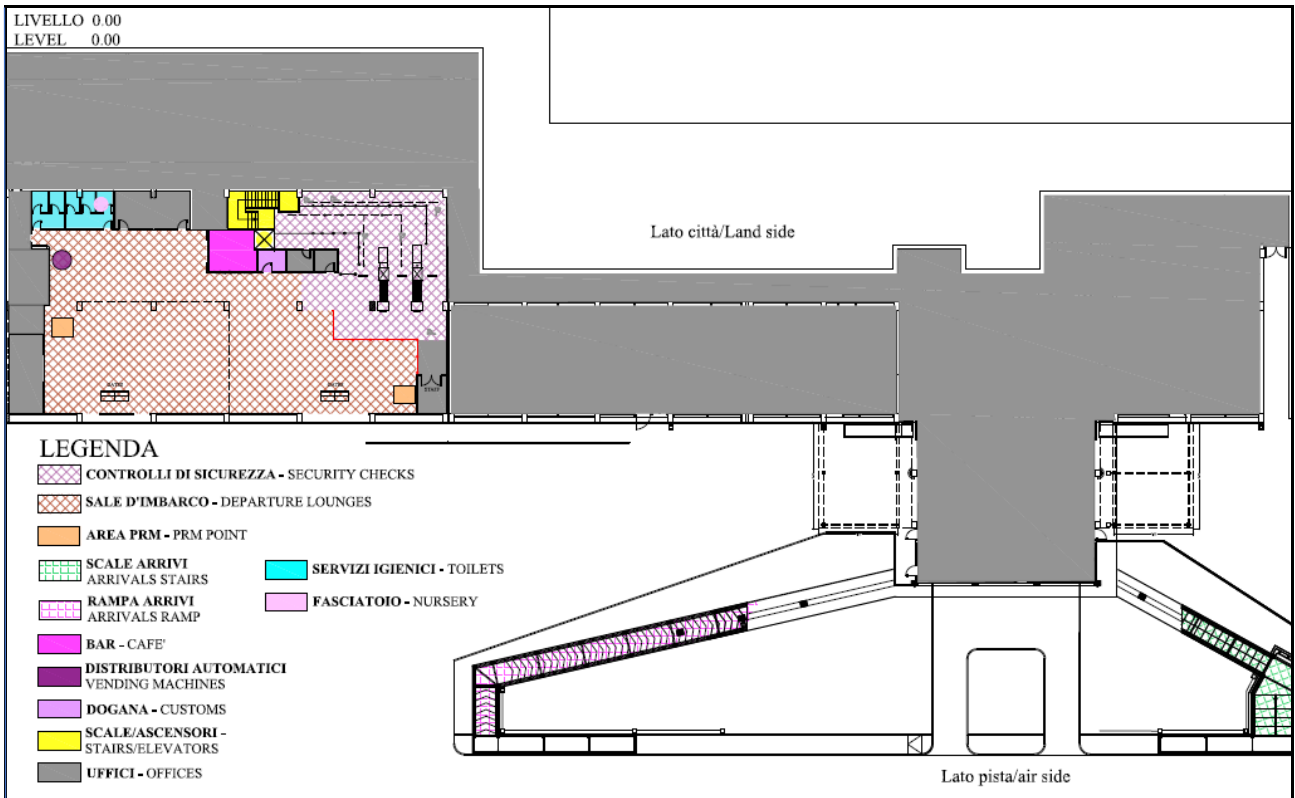 LIVELLO 0.00
LEVEL 0.00
Lato città/Land side
LEGENDA
CONTROLLI DI SICUREZZA - SECURITY CHECKS
SALE D'IMBARCO - DEPARTURE LOUNGES
AREA PRM - PRM POINT
SCALE ARRIVI
ARRIVALS STAIRS
RAMPA ARRIVI
ARRIVALS RAMP
BAR - CAFE'
DISTRIBUTORI AUTOMATICI
VENDING MACHINES
DOGANA - CUSTOMS
SCALE/ASCENSORI -
STAIRS/ELEVATORS
UFFICI - OFFICES
SERVIZI IGIENICI - TOILETS
FASCIATOIO - NURSERY
Lato pista/air side